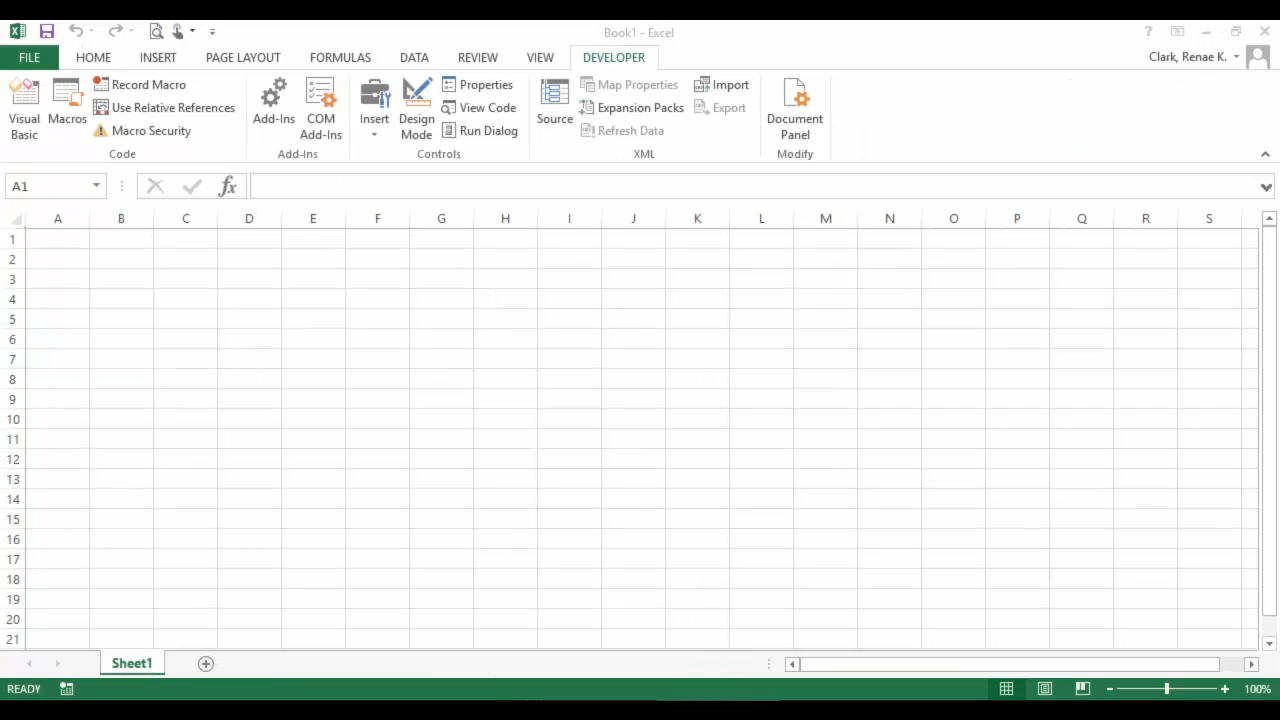 Book1 - Excel
?
FILE HOME INSERT PAGE LAYOUT FORMULAS DATA REVIEW VIEW DEVELOPER Clark, Renae K.
Visual Basic
Macros
Record Macro
Use Relative References
Macro Security
Code
Add-Ins
COM Add-Ins
Add-Ins
Insert
Design Mode
Properties
View Code
Run Dialog
Controls
Source
Map Properties
Expansion Packs
Refresh Data
Import
Export
XML
Document Panel
Modify
A1 fx
A B C D E F G H I J K L M N O P Q R S
1
2
3
4
5
6
7
8
9
10
11
12
13
14
15
16
17
18
19
20
21
Sheet1
READY 100%